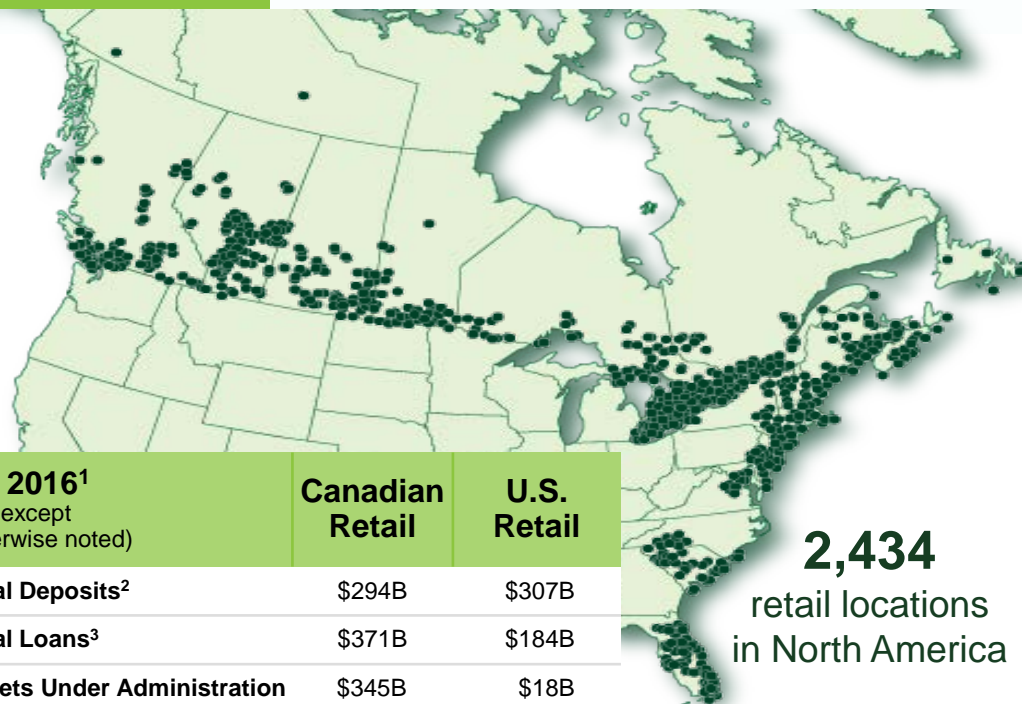 2016¹
except
erwise noted)
Canadian
Retail
U.S.
Retail
al Deposits² $294B $307B
al Loans³ $371B $184B
ets Under Administration $345B $18B
2,434
retail locations
in North America